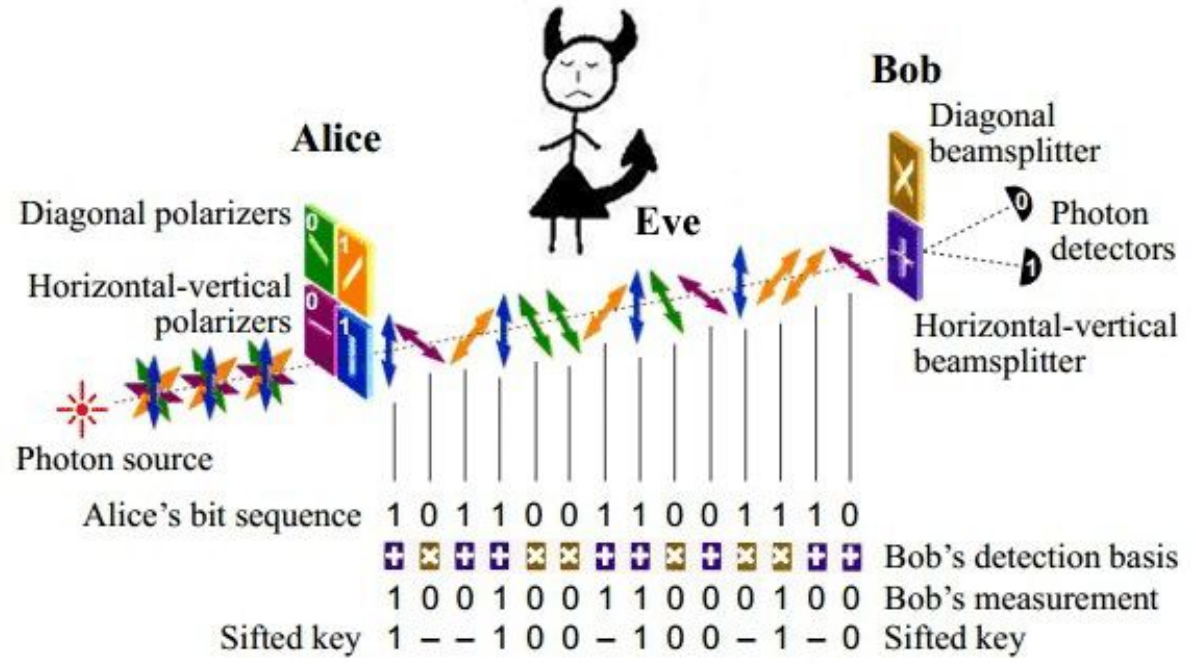 Bob
Alice
Diagonal beamsplitter
Diagonal polarizers
0 1
Eve
0
Photon detectors
1
Horizontal-vertical polarizers
0 1
Horizontal-vertical beamsplitter
Photon source
Alice's bit sequence 1 0 1 1 0 0 1 1 0 0 1 1 1 0
+ × + + × × + + × + × × + + Bob's detection basis
1 0 0 1 0 0 1 1 0 0 0 1 0 0 Bob's measurement
Sifted key 1 – – 1 0 0 – 1 0 0 – 1 – 0 Sifted key